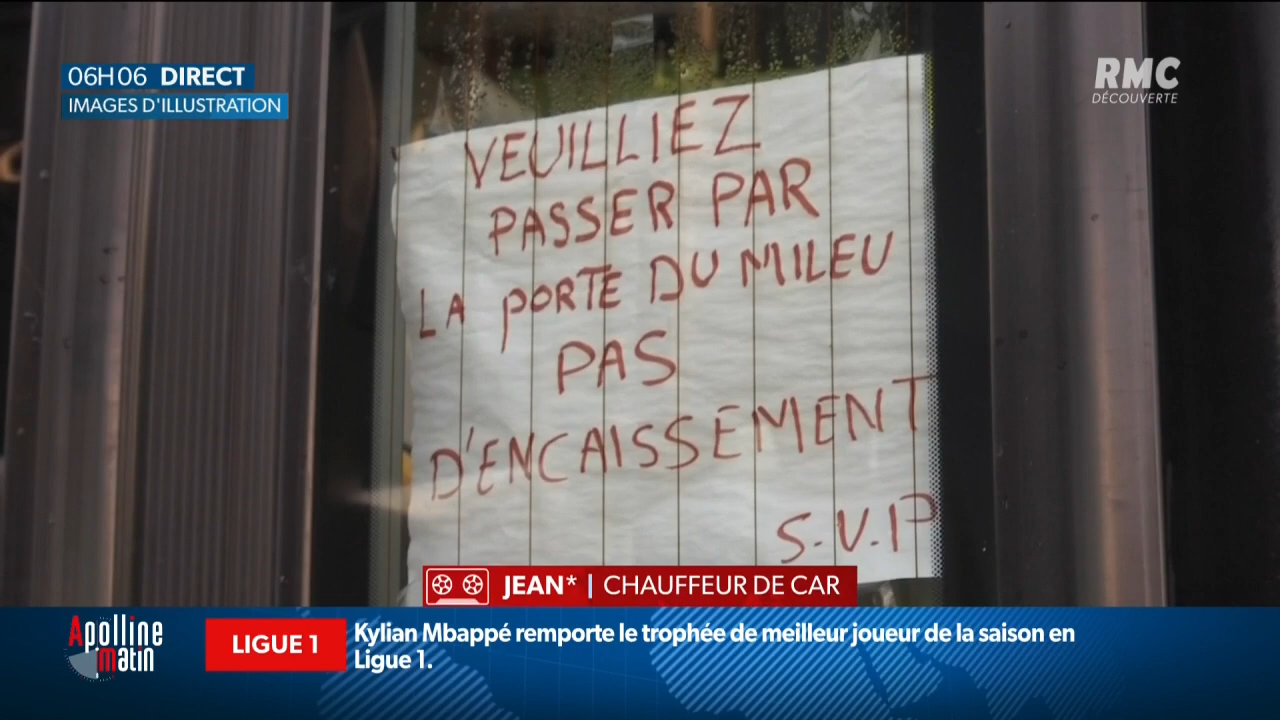 06H06 DIRECT
IMAGES D'ILLUSTRATION
RMC
DÉCOUVERTE
VEUILLIEZ
PASSER PAR
LA PORTE DU MILEU
PAS
D'ENCAISSEMENT
S.V.P
JEAN* | CHAUFFEUR DE CAR
Apolline
Matin
LIGUE 1
Kylian Mbappé remporte le trophée de meilleur joueur de la saison en
Ligue 1.